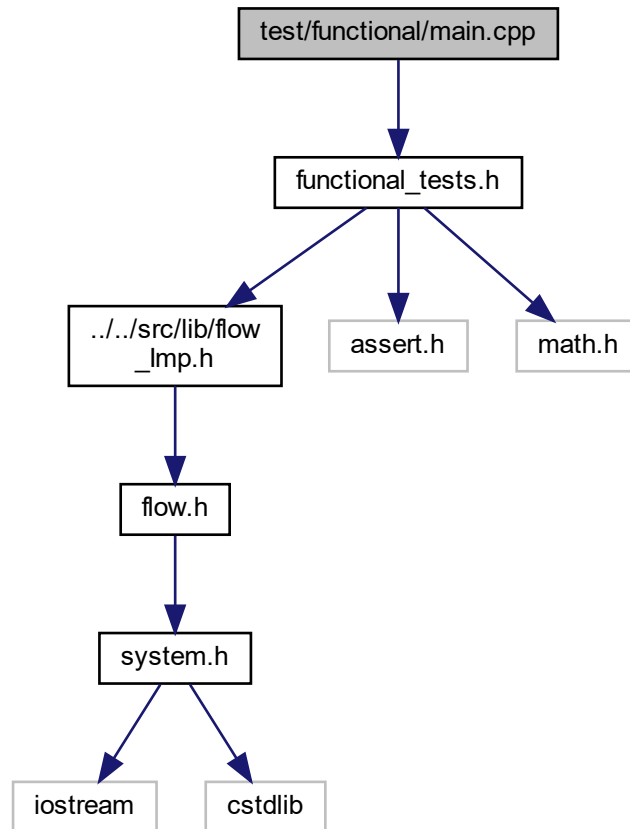 test/functional/main.cpp
functional_tests.h
../../src/lib/flow
_Imp.h
assert.h
math.h
flow.h
system.h
iostream
cstdlib